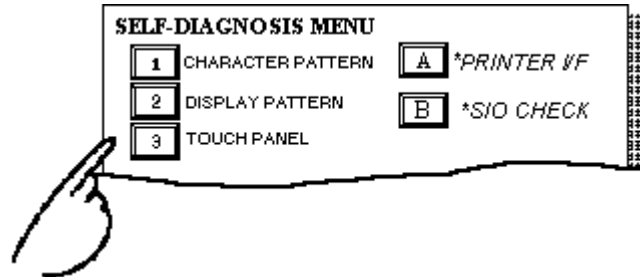 SELF-DIAGNOSIS MENU
1 CHARACTER PATTERN A *PRINTER I/F
2 DISPLAY PATTERN B *SIO CHECK
3 TOUCH PANEL